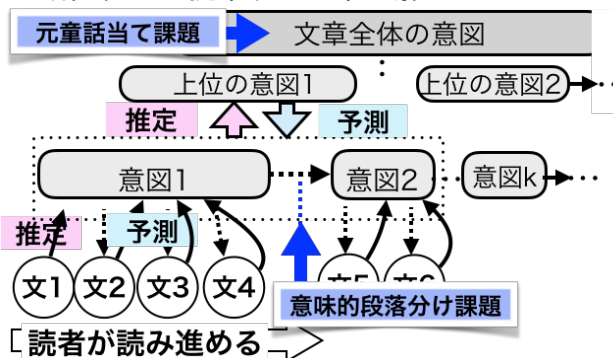 元童話当て課題
文章全体の意図
上位の意図1
上位の意図2
推定
予測
意図1
意図2
意図k
推定
予測
文1
文2
文3
文4
意味的段落分け課題
読者が読み進める